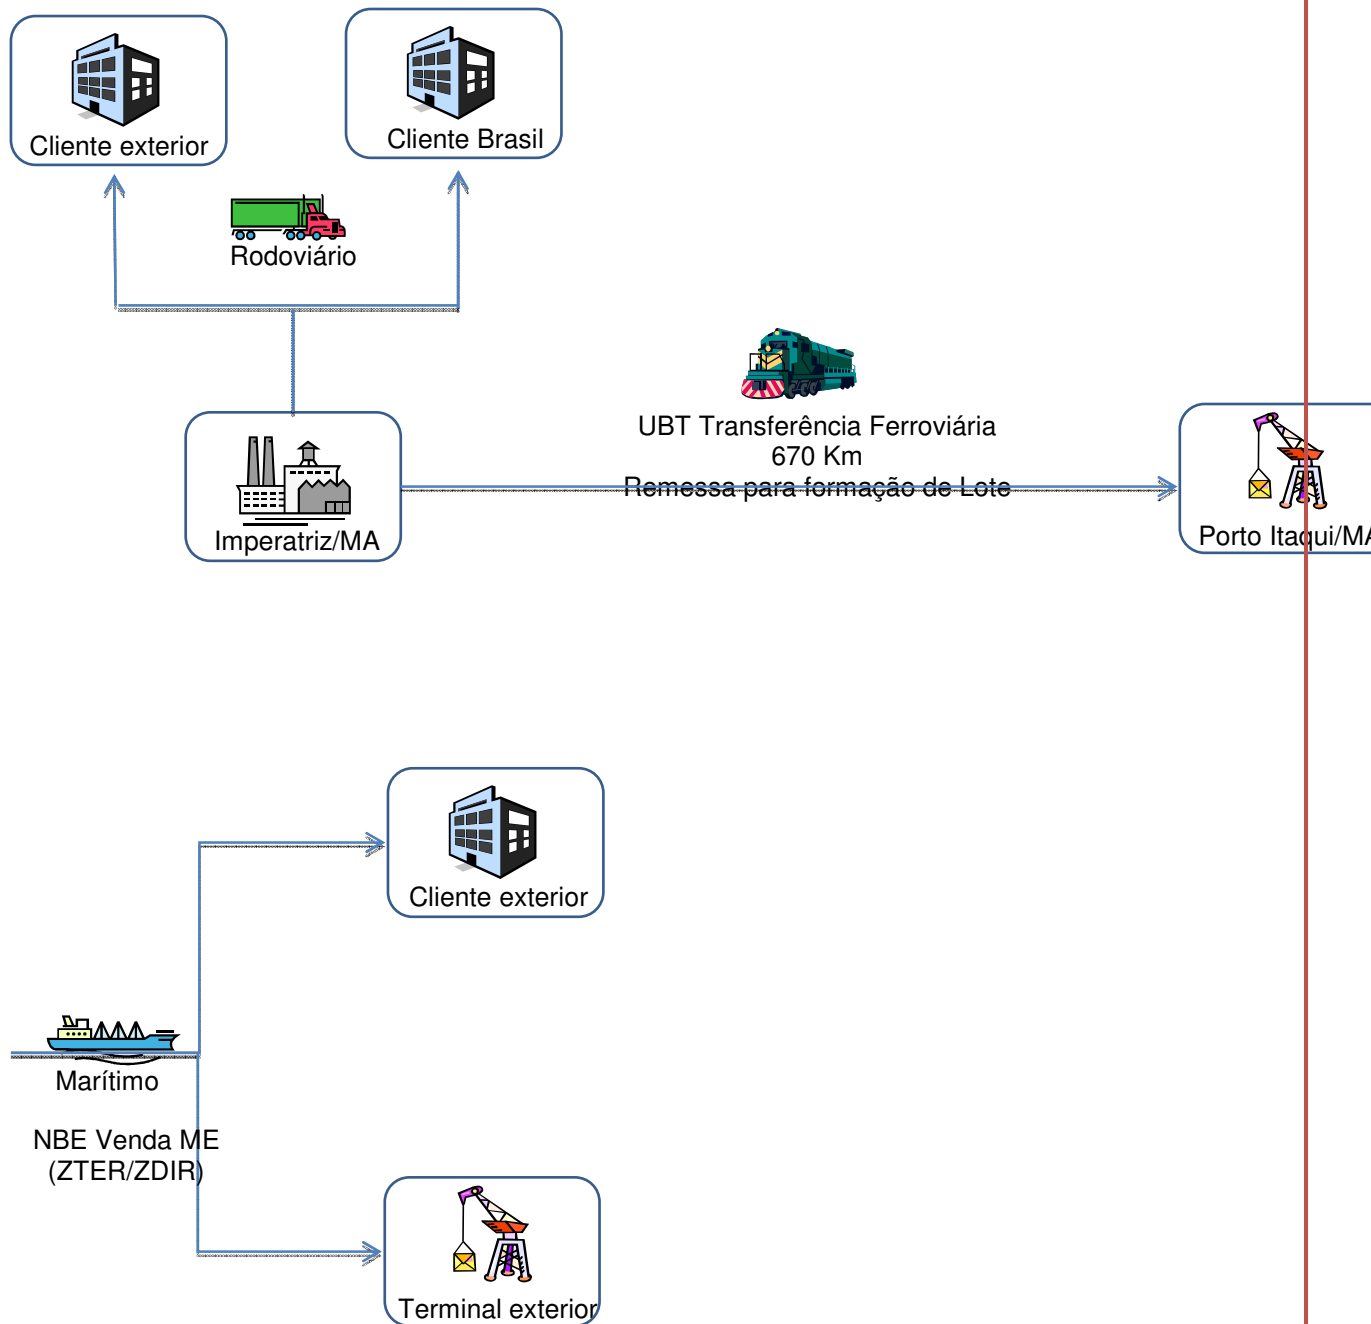 Cliente exterior
Cliente Brasil
Rodoviário
UBT Transferência Ferroviária
670 Km
Remessa para formação de Lote
Imperatriz/MA
Porto Itaqui/MA
Cliente exterior
Marítimo
NBE Venda ME
(ZTER/ZDIR)
Terminal exterior